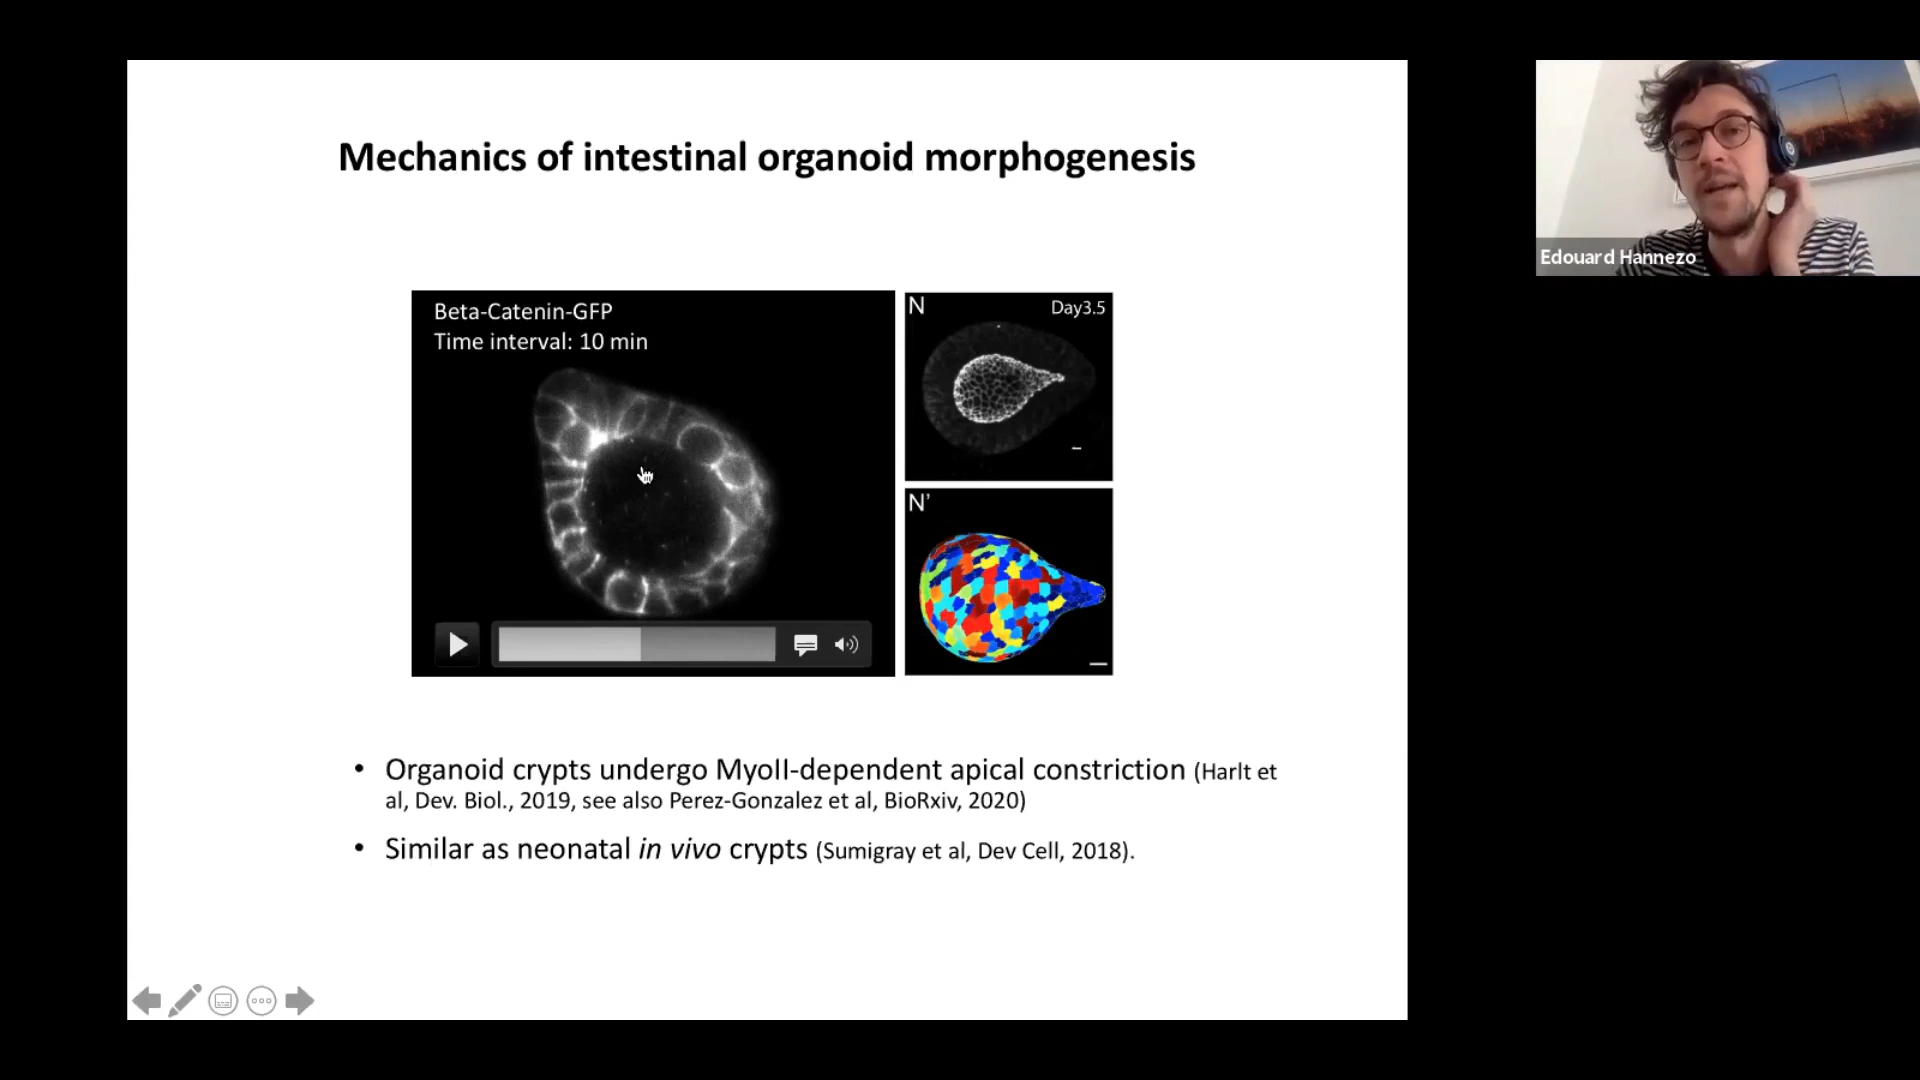 Mechanics of intestinal organoid morphogenesis
Edouard Hannezo
Beta-Catenin-GFP
Time interval: 10 min
N
Day3.5
N’
• Organoid crypts undergo MyoII-dependent apical constriction (Harlt et
al, Dev. Biol., 2019, see also Perez-Gonzalez et al, BioRxiv, 2020)
• Similar as neonatal in vivo crypts (Sumigray et al, Dev Cell, 2018).